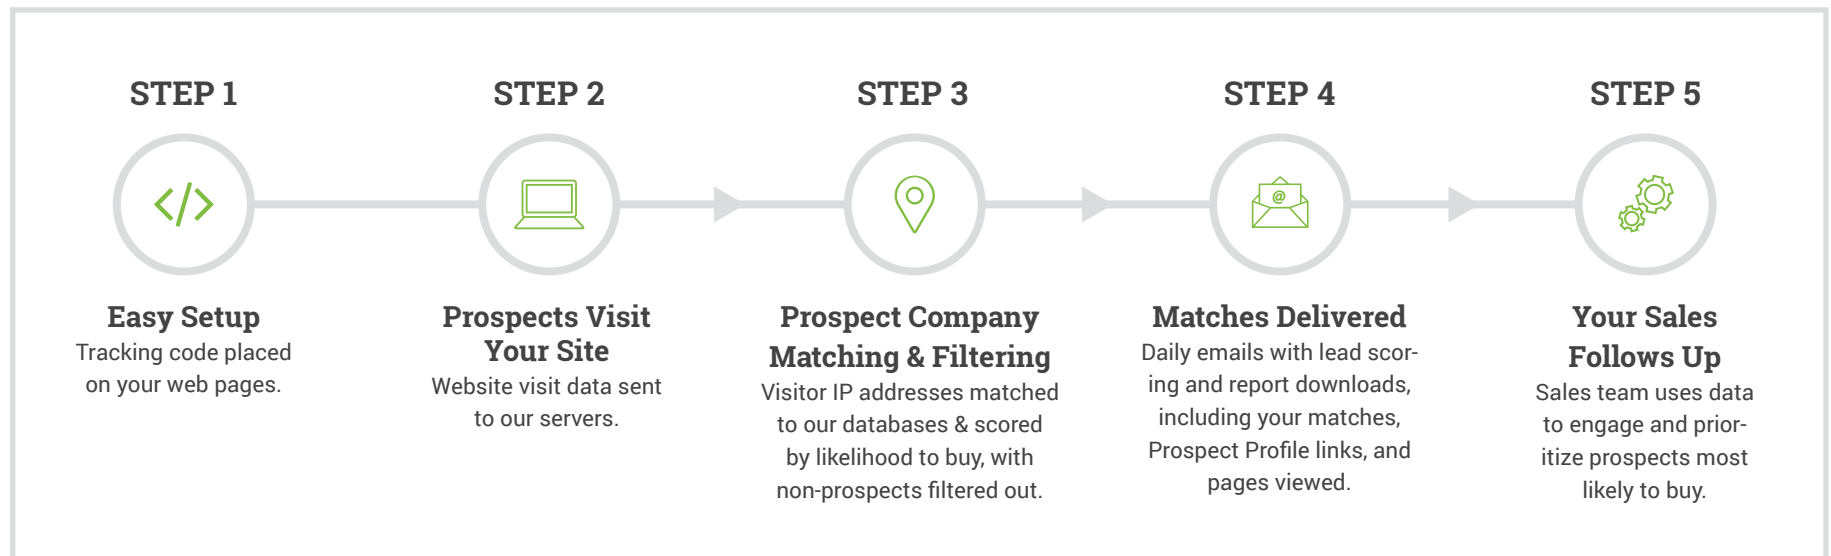 STEP 1
Easy Setup
Tracking code placed
on your web pages.
STEP 2
Prospects Visit
Your Site
Website visit data sent
to our servers.
STEP 3
Prospect Company
Matching & Filtering
Visitor IP addresses matched
to our databases & scored
by likelihood to buy, with
non-prospects filtered out.
STEP 4
@
Matches Delivered
Daily emails with lead scor-
ing and report downloads,
including your matches,
Prospect Profile links, and
pages viewed.
STEP 5
Your Sales
Follows Up
Sales team uses data
to engage and prior-
itize prospects most
likely to buy.